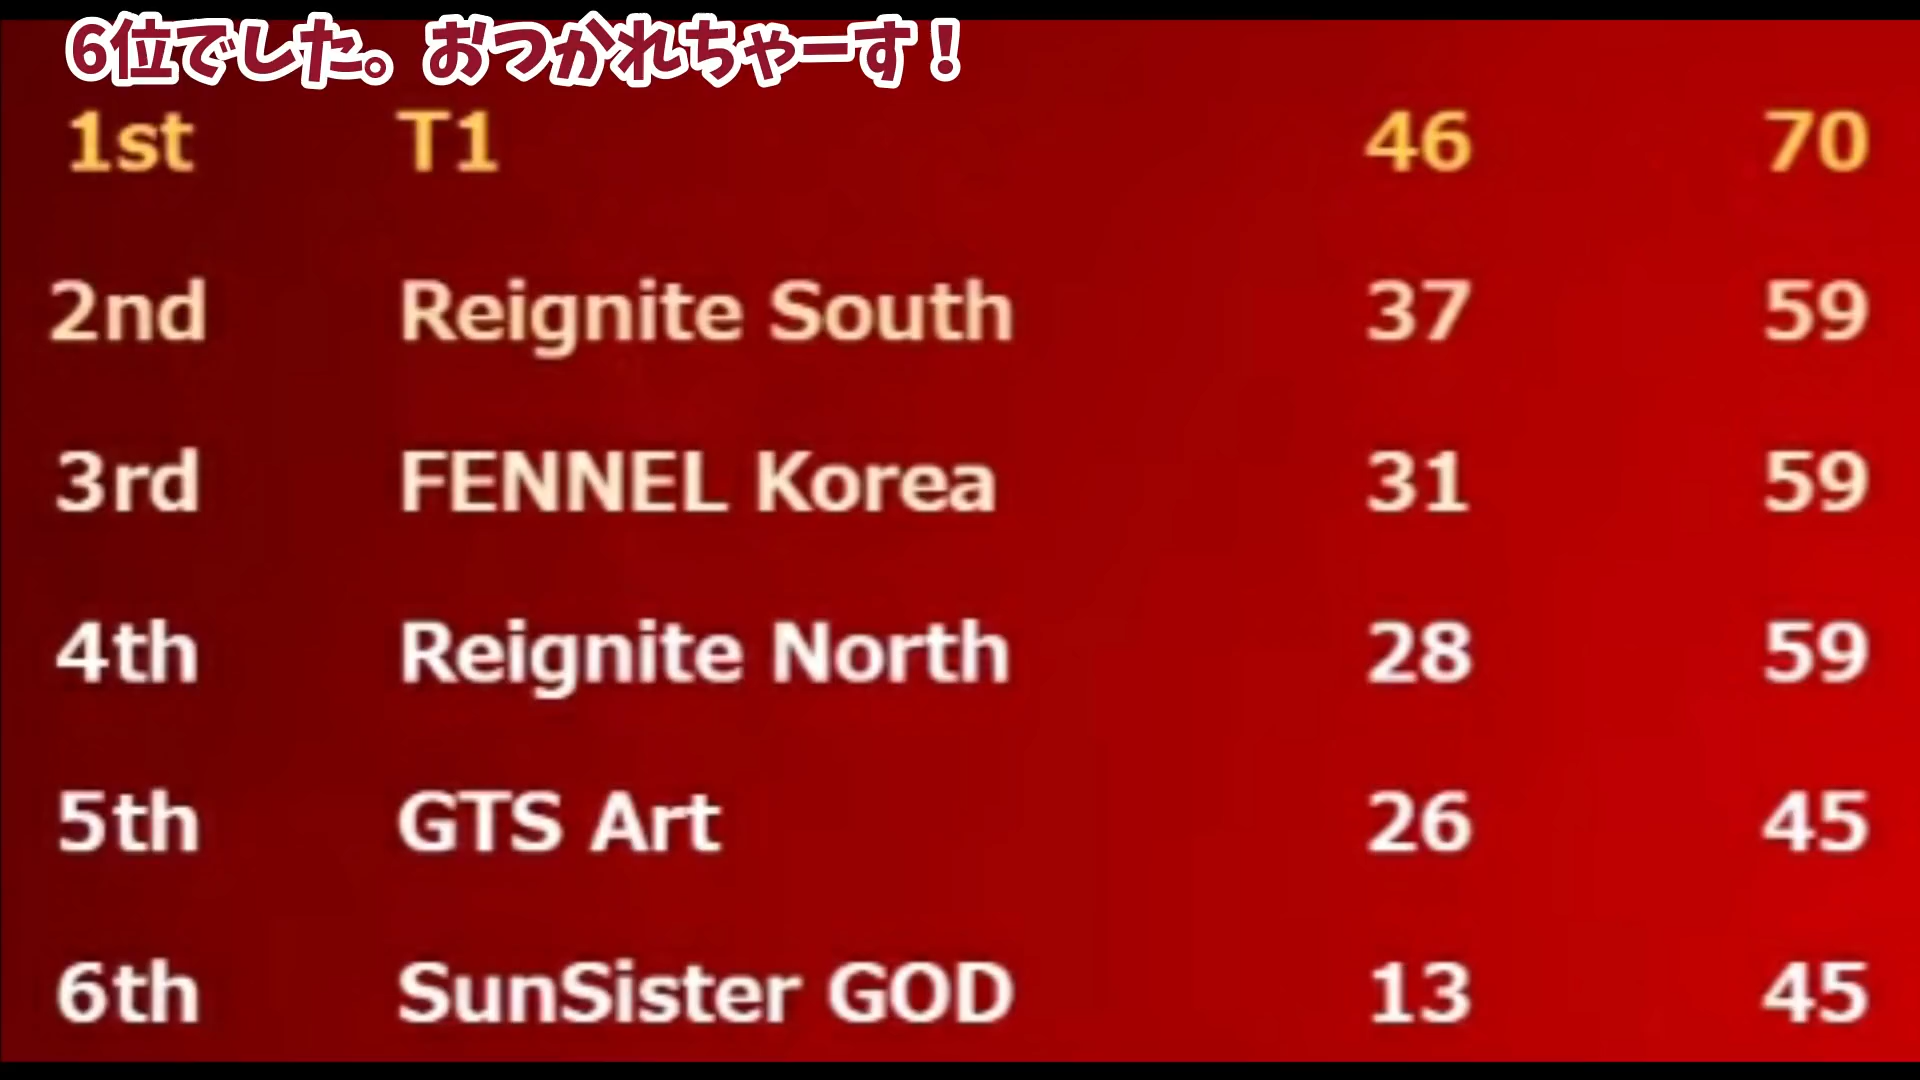 6位でした。おつかれちゃーす!
1st T1 46 70
2nd Reignite South 37 59
3rd FENNEL Korea 31 59
4th Reignite North 28 59
5th GTS Art 26 45
6th SunSister GOD 13 45